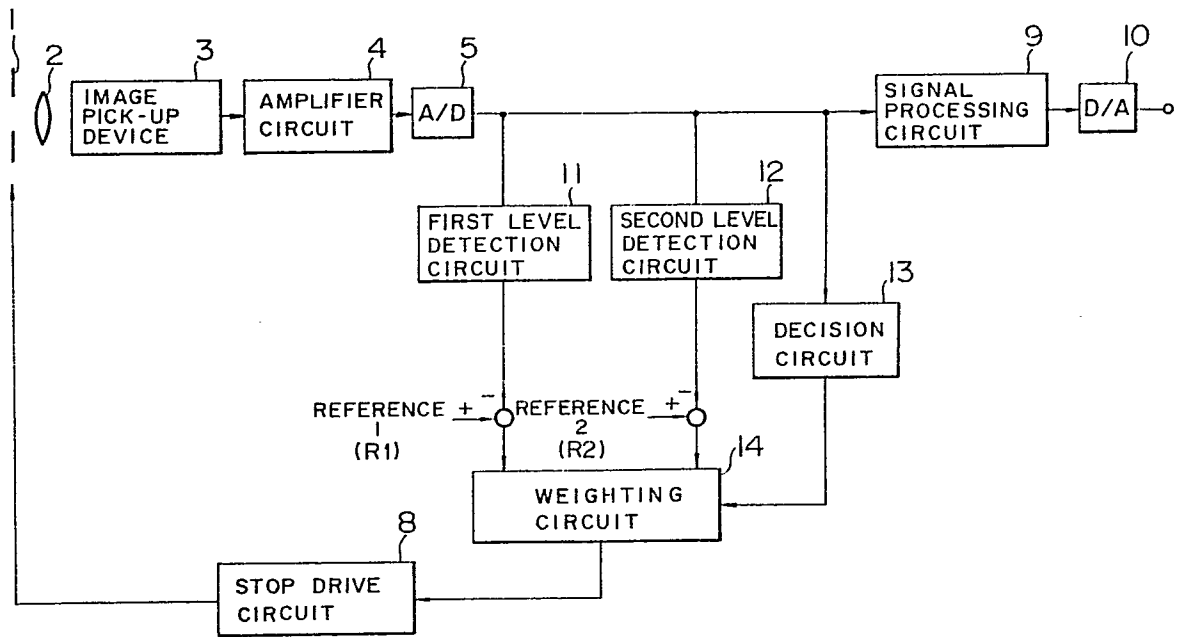 2
3
4
5
9
10
IMAGE
PICK-UP
DEVICE
AMPLIFIER
CIRCUIT
A/D
SIGNAL
PROCESSING
CIRCUIT
D/A
11
12
FIRST LEVEL
DETECTION
CIRCUIT
SECOND LEVEL
DETECTION
CIRCUIT
13
DECISION
CIRCUIT
REFERENCE + −
1
(R1)
REFERENCE + −
2
(R2)
14
WEIGHTING
CIRCUIT
8
STOP DRIVE
CIRCUIT